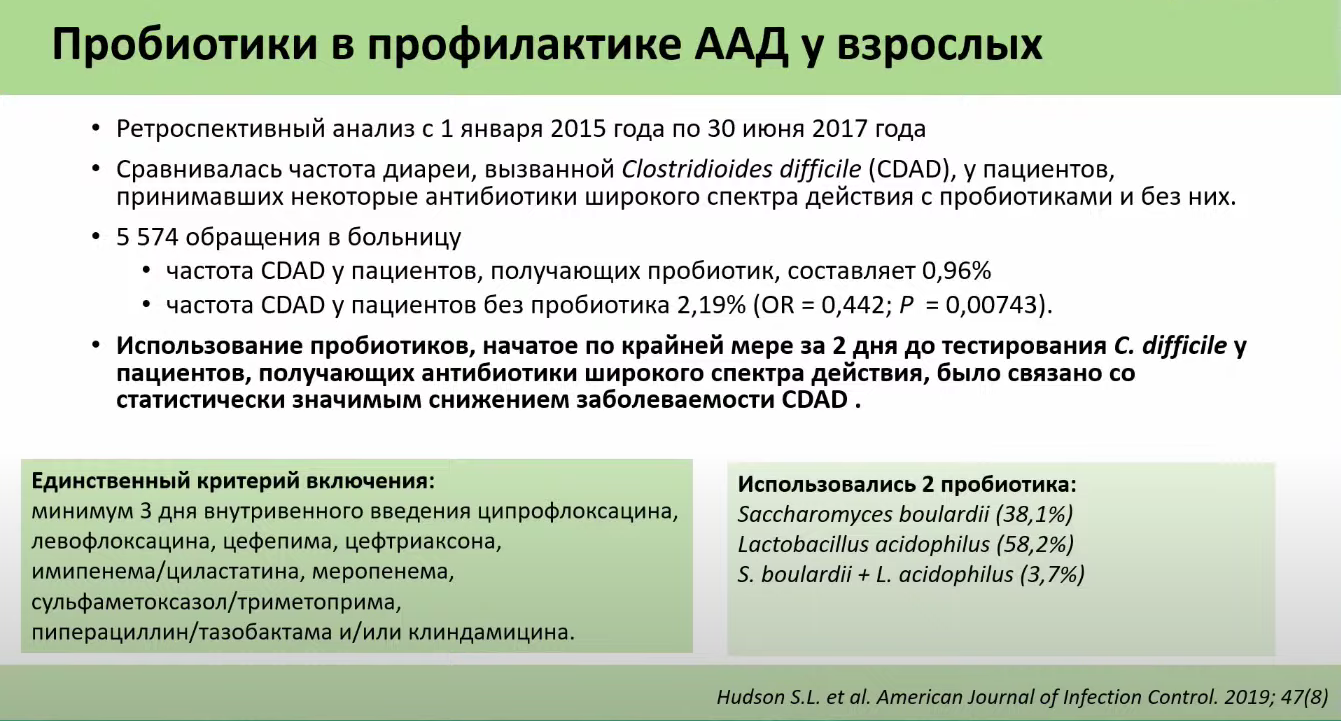 Пробиотики в профилактике ААД у взрослых
• Ретроспективный анализ с 1 января 2015 года по 30 июня 2017 года
• Сравнивалась частота диареи, вызванной Clostridioides difficile (CDAD), у пациентов,
принимавших некоторые антибиотики широкого спектра действия с пробиотиками и без них.
• 5 574 обращения в больницу
• частота CDAD у пациентов, получающих пробиотик, составляет 0,96%
• частота CDAD у пациентов без пробиотика 2,19% (OR = 0,442; P = 0,00743).
• Использование пробиотиков, начатое по крайней мере за 2 дня до тестирования C. difficile у
пациентов, получающих антибиотики широкого спектра действия, было связано со
статистически значимым снижением заболеваемости CDAD .
Единственный критерий включения:
минимум 3 дня внутривенного введения ципрофлоксацина,
левофлоксацина, цефепима, цефтриаксона,
имипенема/циластатина, меропенема,
сульфаметоксазол/триметоприма,
пиперациллин/тазобактама и/или клиндамицина.
Использовались 2 пробиотика:
Saccharomyces boulardii (38,1%)
Lactobacillus acidophilus (58,2%)
S. boulardii + L. acidophilus (3,7%)
Hudson S.L. et al. American Journal of Infection Control. 2019; 47(8)